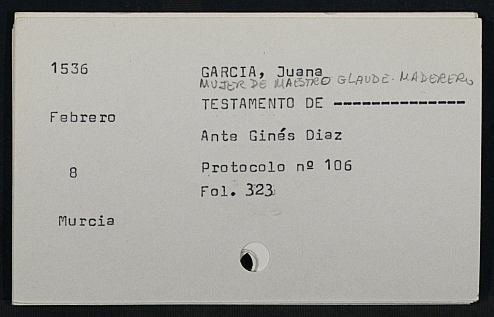 1536
GARCIA, Juana
MUJER DE MAESTRO GLAUDE. MADERERO
TESTAMENTO DE ---------------
Febrero
Ante Ginés Diaz
8
Protocolo nº 106
Fol. 323
Murcia